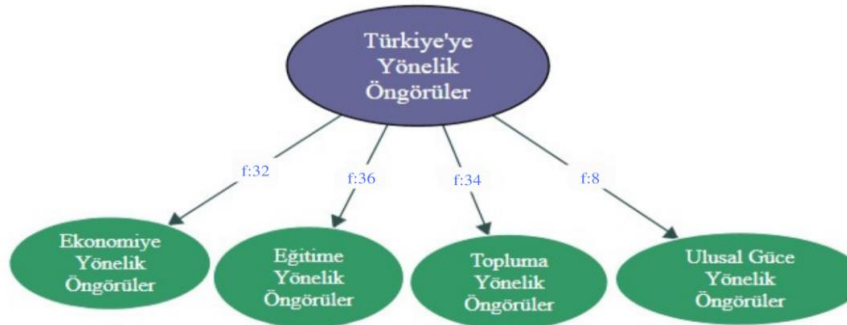 Türkiye'ye
Yönelik
Öngörüler
f:32
f:36
f:34
f:8
Ekonomiye
Yönelik
Öngörüler
Eğitime
Yönelik
Öngörüler
Topluma
Yönelik
Öngörüler
Ulusal Güce
Yönelik
Öngörüler